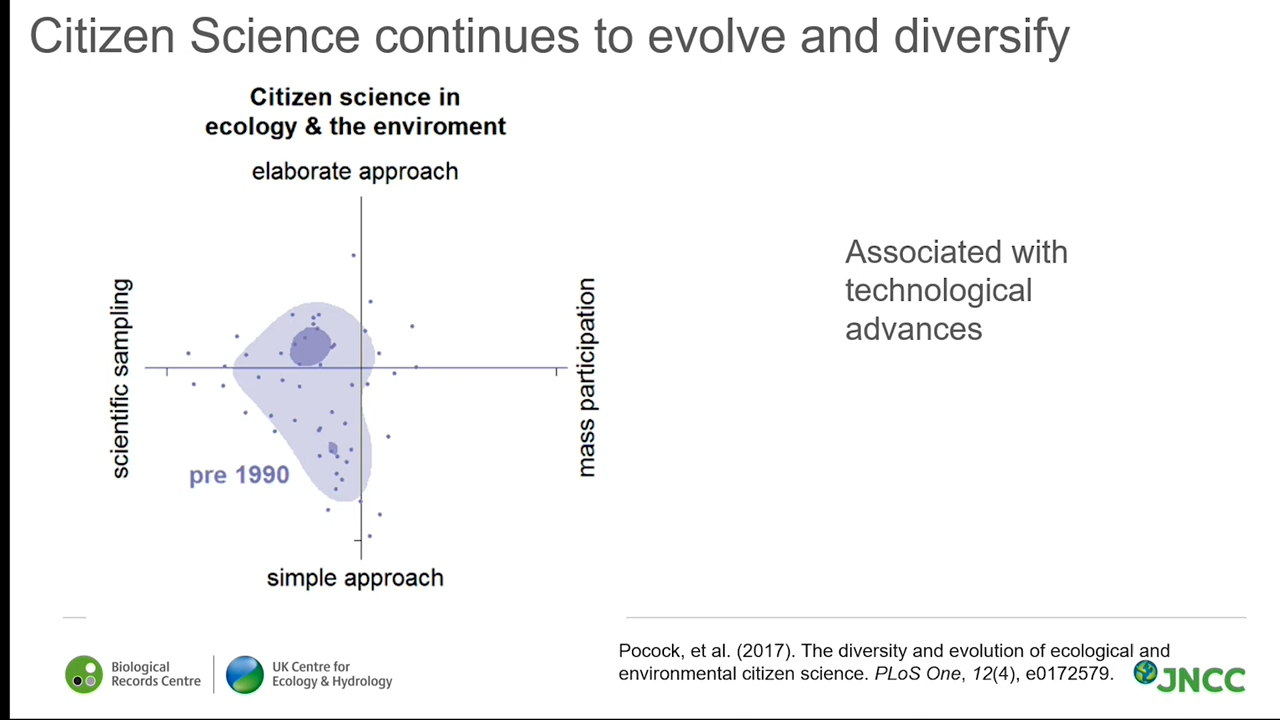 Citizen Science continues to evolve and diversify
Citizen science in
ecology & the enviroment
elaborate approach
scientific sampling
mass participation
pre 1990
simple approach
Associated with
technological
advances
Biological
Records Centre
UK Centre for
Ecology & Hydrology
Pocock, et al. (2017). The diversity and evolution of ecological and
environmental citizen science. PLoS One, 12(4), e0172579.
JNCC